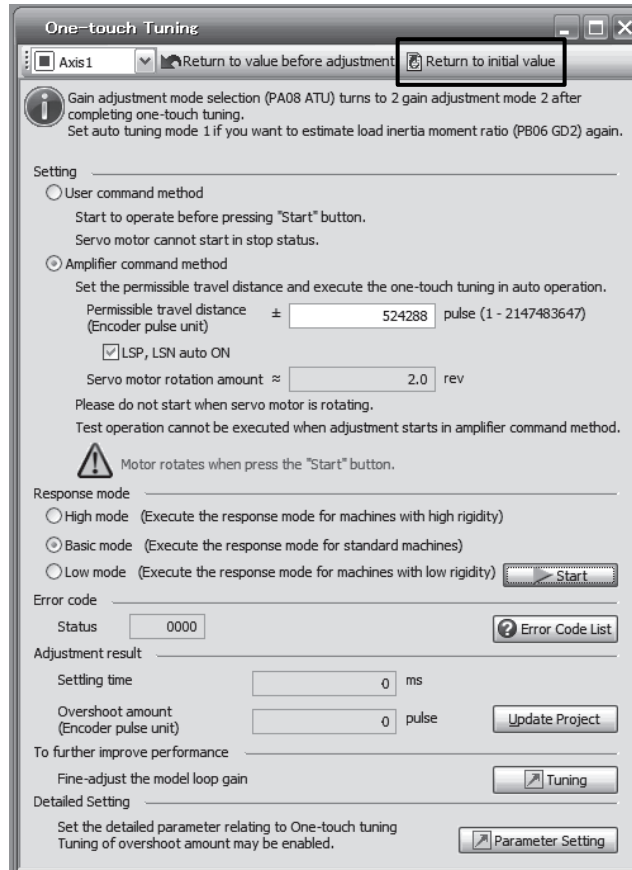 One-touch Tuning
Axis1 Return to value before adjustment Return to initial value
Gain adjustment mode selection (PA08 ATU) turns to 2 gain adjustment mode 2 after
completing one-touch tuning.
Set auto tuning mode 1 if you want to estimate load inertia moment ratio (PB06 GD2) again.
Setting
User command method
Start to operate before pressing "Start" button.
Servo motor cannot start in stop status.
Amplifier command method
Set the permissible travel distance and execute the one-touch tuning in auto operation.
Permissible travel distance ± 524288 pulse (1 - 2147483647)
(Encoder pulse unit)
LSP, LSN auto ON
Servo motor rotation amount ≈ 2.0 rev
Please do not start when servo motor is rotating.
Test operation cannot be executed when adjustment starts in amplifier command method.
Motor rotates when press the "Start" button.
Response mode
High mode (Execute the response mode for machines with high rigidity)
Basic mode (Execute the response mode for standard machines)
Low mode (Execute the response mode for machines with low rigidity) Start
Error code
Status 0000 Error Code List
Adjustment result
Settling time 0 ms
Overshoot amount 0 pulse Update Project
(Encoder pulse unit)
To further improve performance
Fine-adjust the model loop gain Tuning
Detailed Setting
Set the detailed parameter relating to One-touch tuning
Tuning of overshoot amount may be enabled. Parameter Setting